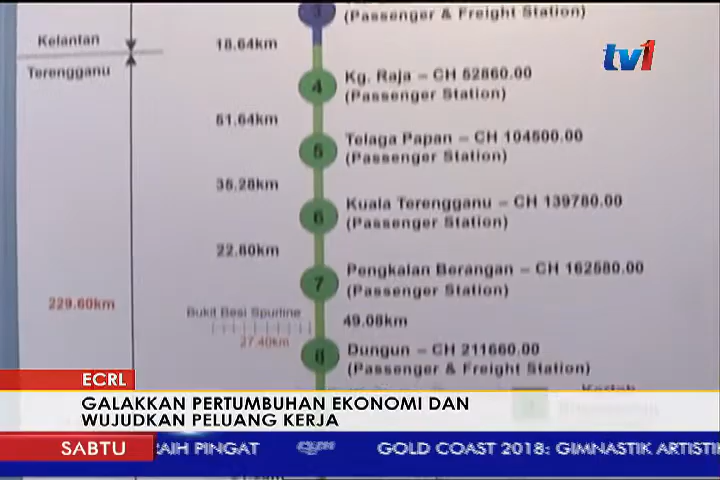 3
(Passenger & Freight Station)
tv1
Kelantan
18.64km
Terengganu
4
Kg. Raja – CH 52860.00
(Passenger Station)
51.64km
5
Telaga Papan – CH 104500.00
(Passenger Station)
35.28km
6
Kuala Terengganu – CH 139780.00
(Passenger Station)
22.80km
7
Pengkalan Berangan – CH 162580.00
(Passenger Station)
229.60km
Bukit Besi Spurline
49.08km
27.40km
8
Dungun – CH 211660.00
(Passenger & Freight Station)
Kertah
ECRL
GALAKKAN PERTUMBUHAN EKONOMI DAN
WUJUDKAN PELUANG KERJA
SABTU
RAIH PINGAT GOLD COAST 2018: GIMNASTIK ARTISTIK